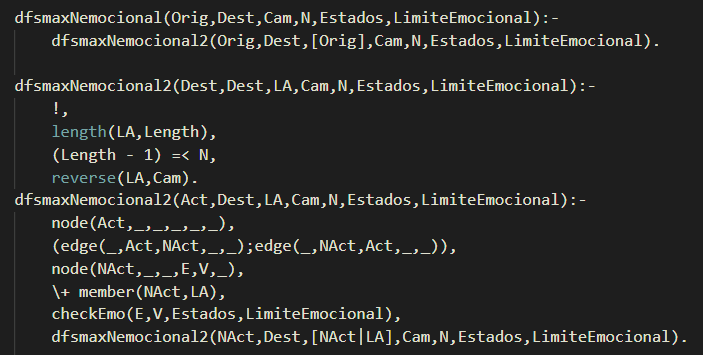 dfsmaxNemocional(Orig,Dest,Cam,N,Estados,LimiteEmocional):-
    dfsmaxNemocional2(Orig,Dest,[Orig],Cam,N,Estados,LimiteEmocional).

dfsmaxNemocional2(Dest,Dest,LA,Cam,N,Estados,LimiteEmocional):-
    !,
    length(LA,Length),
    (Length - 1) =< N,
    reverse(LA,Cam).
dfsmaxNemocional2(Act,Dest,LA,Cam,N,Estados,LimiteEmocional):-
    node(Act,_,_,_,_,_),
    (edge(_,Act,NAct,_,_);edge(_,NAct,Act,_,_)),
    node(NAct,_,_,E,V,_),
    \+ member(NAct,LA),
    checkEmo(E,V,Estados,LimiteEmocional),
    dfsmaxNemocional2(NAct,Dest,[NAct|LA],Cam,N,Estados,LimiteEmocional).